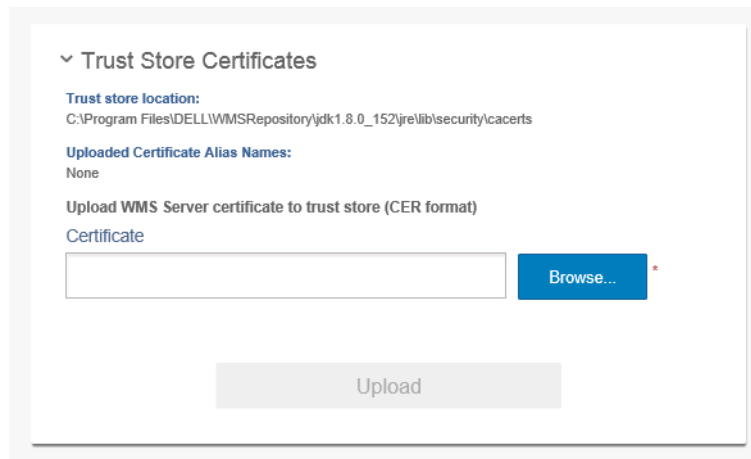 Trust Store Certificates
Trust store location:
C:\Program Files\DELL\WMSRepository\jdk1.8.0_152\jre\lib\security\cacerts
Uploaded Certificate Alias Names:
None
Upload WMS Server certificate to trust store (CER format)
Certificate
Browse... *
Upload